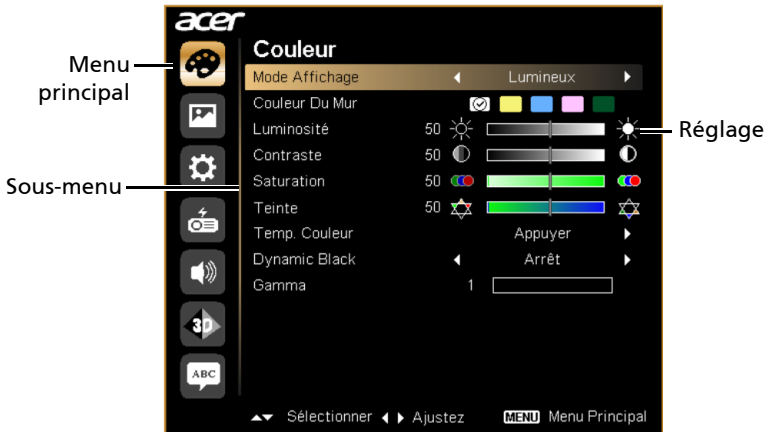 acer
Couleur
Menu principal
Mode Affichage Lumineux
Couleur Du Mur
Luminosité 50
Réglage
Contraste 50
Sous-menu
Saturation 50
Teinte 50
Temp. Couleur Appuyer
Dynamic Black Arrêt
Gamma 1
3D
ABC
Sélectionner Ajustez MENU Menu Principal